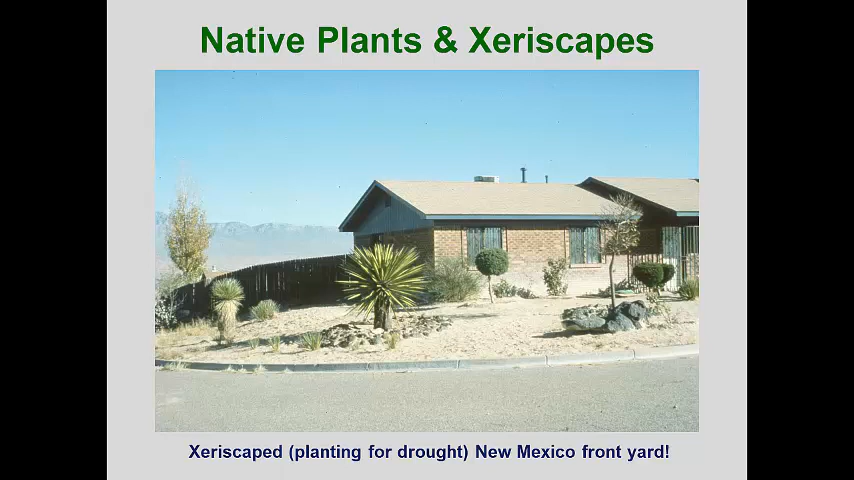 Native Plants & Xeriscapes
Xeriscaped (planting for drought) New Mexico front yard!